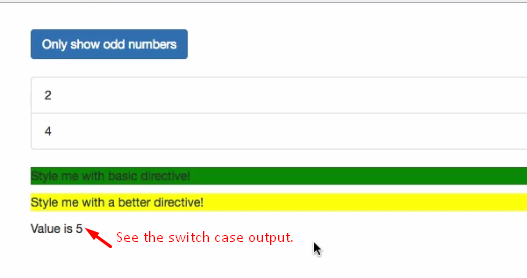 Only show odd numbers
2
4
Style me with basic directive!
Style me with a better directive!
Value is 5 See the switch case output.